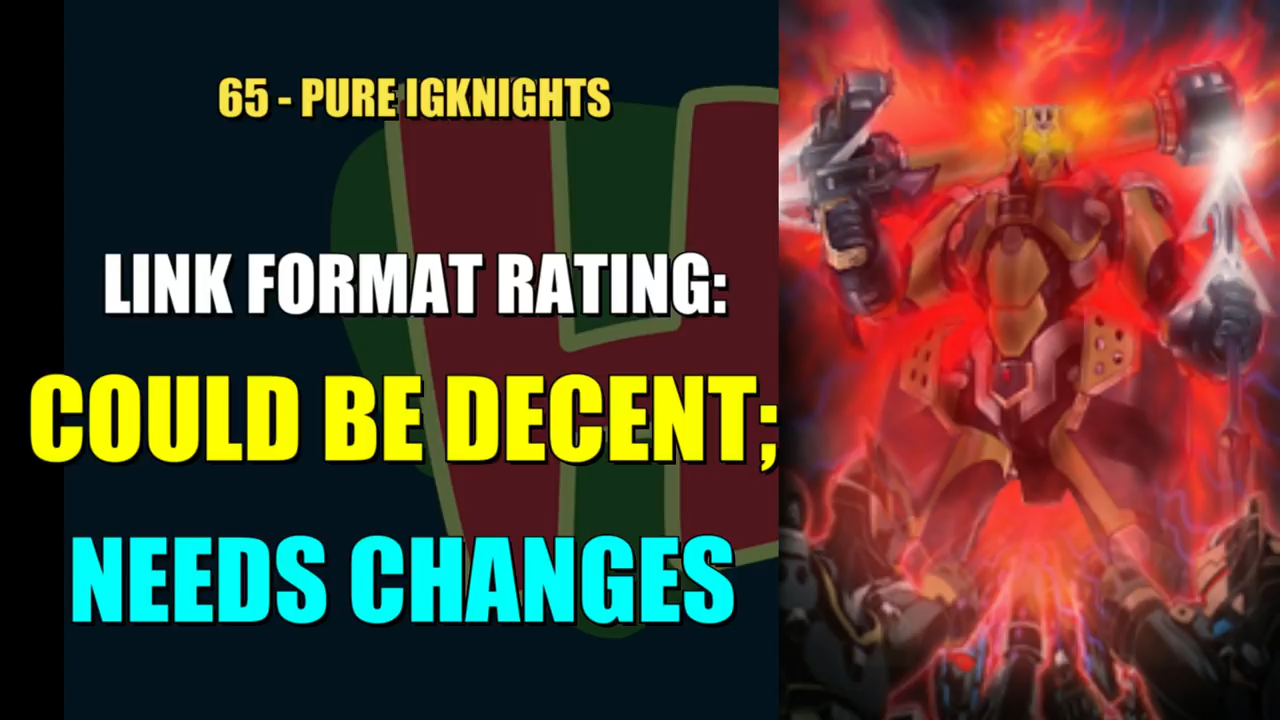 65 - PURE IGKNIGHTS
LINK FORMAT RATING:
COULD BE DECENT;
NEEDS CHANGES